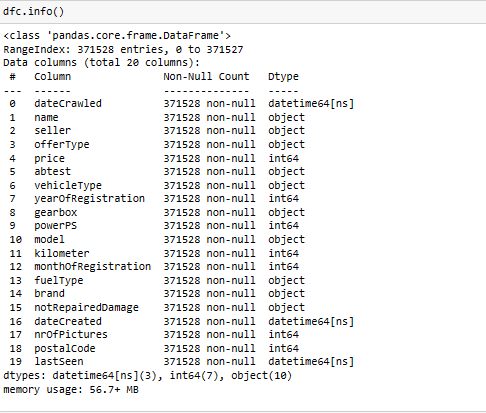 dfc.info()
<class 'pandas.core.frame.DataFrame'>
RangeIndex: 371528 entries, 0 to 371527
Data columns (total 20 columns):
 #   Column               Non-Null Count   Dtype
---  ------               --------------   -----
 0   dateCrawled          371528 non-null  datetime64[ns]
 1   name                 371528 non-null  object
 2   seller               371528 non-null  object
 3   offerType            371528 non-null  object
 4   price                371528 non-null  int64
 5   abtest               371528 non-null  object
 6   vehicleType          371528 non-null  object
 7   yearOfRegistration   371528 non-null  int64
 8   gearbox              371528 non-null  object
 9   powerPS              371528 non-null  int64
 10  model                371528 non-null  object
 11  kilometer            371528 non-null  int64
 12  monthOfRegistration  371528 non-null  int64
 13  fuelType             371528 non-null  object
 14  brand                371528 non-null  object
 15  notRepairedDamage    371528 non-null  object
 16  dateCreated          371528 non-null  datetime64[ns]
 17  nrOfPictures         371528 non-null  int64
 18  postalCode           371528 non-null  int64
 19  lastSeen             371528 non-null  datetime64[ns]
dtypes: datetime64[ns](3), int64(7), object(10)
memory usage: 56.7+ MB